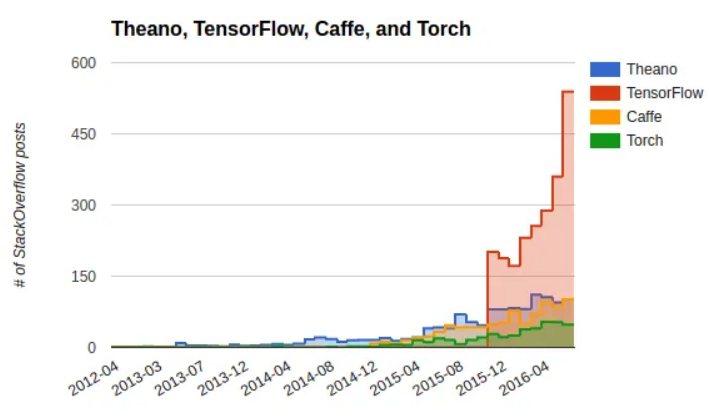 Theano, TensorFlow, Caffe, and Torch
# of StackOverflow posts
600
450
300
150
0
2012-04
2013-03
2013-07
2013-12
2014-04
2014-08
2014-12
2015-04
2015-08
2015-12
2016-04
Theano
TensorFlow
Caffe
Torch